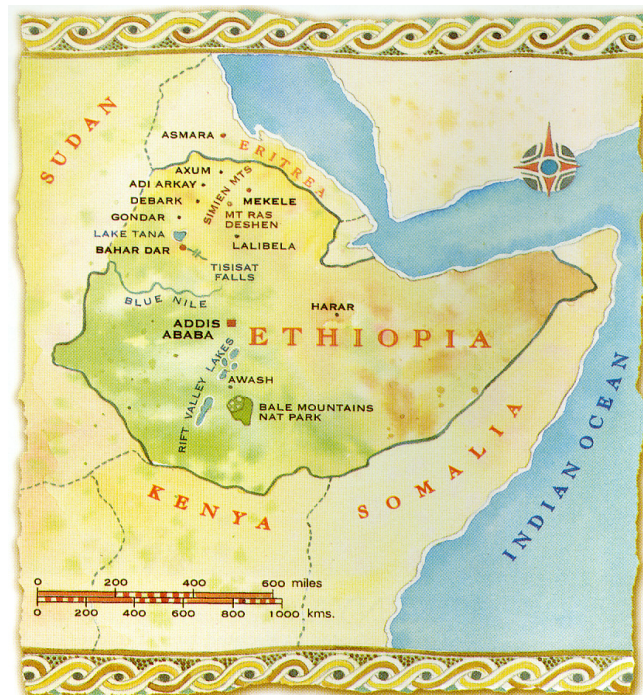 SUDAN
ASMARA
ERITREA
AXUM
ADI ARKAY
SIMIEN MTS
DEBARK
MEKELE
MT RAS
DESHEN
GONDAR
LAKE TANA
LALIBELA
BAHAR DAR
TISISAT
FALLS
BLUE NILE
HARAR
ADDIS
ABABA
ETHIOPIA
RIFT VALLEY LAKES
AWASH
BALE MOUNTAINS
NAT PARK
KENYA
SOMALIA
INDIAN OCEAN
0 200 400 600 miles
0 200 400 600 800 1000 kms.